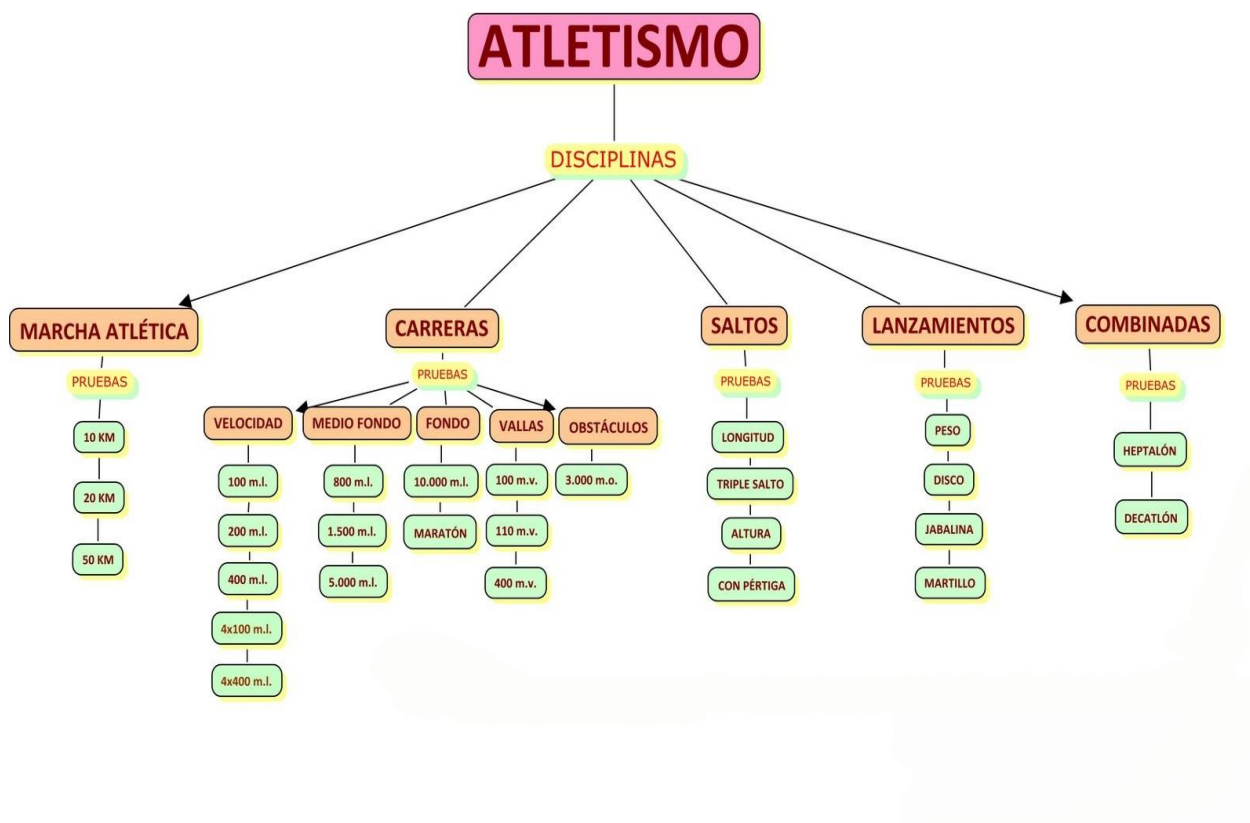 ATLETISMO
DISCIPLINAS
MARCHA ATLÉTICA
PRUEBAS
10 KM
20 KM
50 KM
CARRERAS
PRUEBAS
VELOCIDAD
100 m.l.
200 m.l.
400 m.l.
4x100 m.l.
4x400 m.l.
MEDIO FONDO
800 m.l.
1.500 m.l.
5.000 m.l.
FONDO
10.000 m.l.
MARATÓN
VALLAS
100 m.v.
110 m.v.
400 m.v.
OBSTÁCULOS
3.000 m.o.
SALTOS
PRUEBAS
LONGITUD
TRIPLE SALTO
ALTURA
CON PÉRTIGA
LANZAMIENTOS
PRUEBAS
PESO
DISCO
JABALINA
MARTILLO
COMBINADAS
PRUEBAS
HEPTALÓN
DECATLÓN